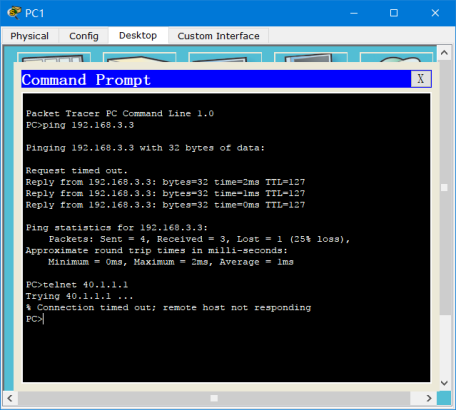 PC1
Physical Config Desktop Custom Interface
Command Prompt X
Packet Tracer PC Command Line 1.0
PC>ping 192.168.3.3
Pinging 192.168.3.3 with 32 bytes of data:
Request timed out.
Reply from 192.168.3.3: bytes=32 time=2ms TTL=127
Reply from 192.168.3.3: bytes=32 time=1ms TTL=127
Reply from 192.168.3.3: bytes=32 time=0ms TTL=127
Ping statistics for 192.168.3.3:
Packets: Sent = 4, Received = 3, Lost = 1 (25% loss),
Approximate round trip times in milli-seconds:
Minimum = 0ms, Maximum = 2ms, Average = 1ms
PC>telnet 40.1.1.1
Trying 40.1.1.1 ...
% Connection timed out; remote host not responding
PC>